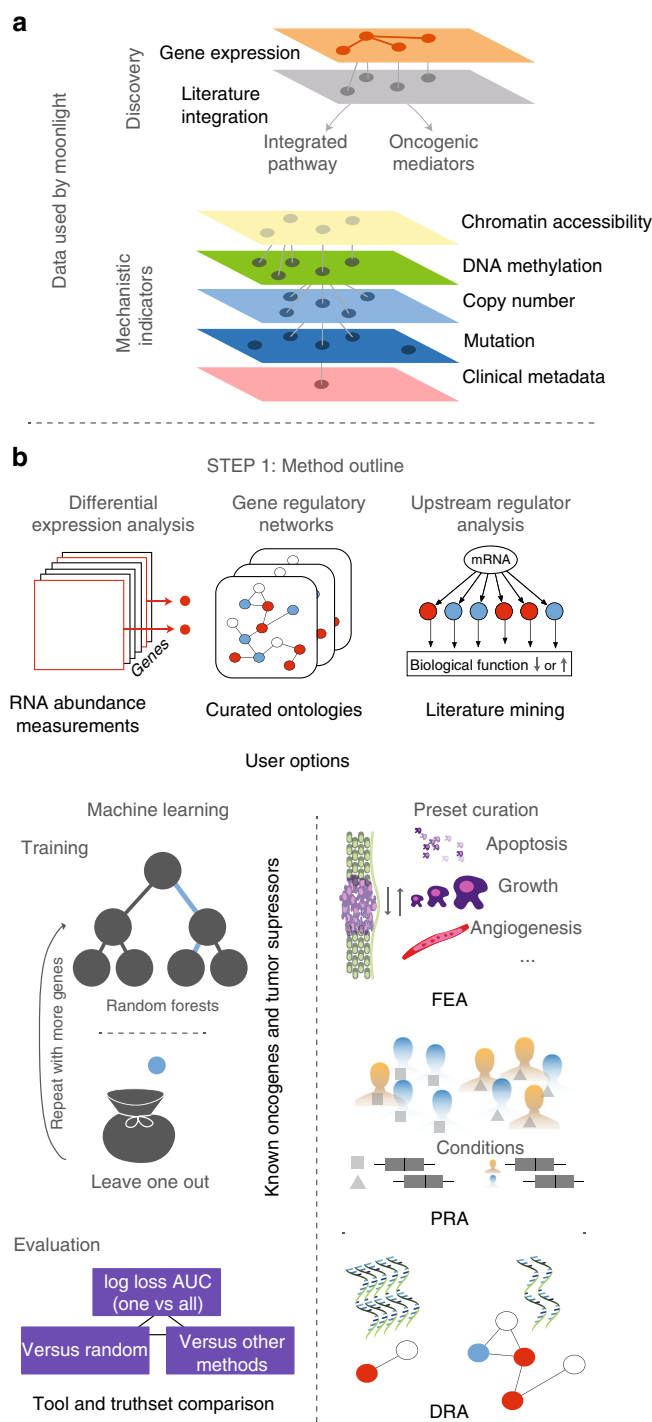 a
Data used by moonlight
Discovery
Gene expression
Literature
integration
Integrated
pathway
Oncogenic
mediators
Mechanistic
indicators
Chromatin accessibility
DNA methylation
Copy number
Mutation
Clinical metadata
b
STEP 1: Method outline
Differential
expression analysis
Gene regulatory
networks
Upstream regulator
analysis
Genes
mRNA
Biological function ↓ or ↑
RNA abundance
measurements
Curated ontologies
Literature mining
User options
Machine learning
Training
Random forests
Repeat with more genes
Leave one out
Known oncogenes and tumor supressors
Evaluation
log loss AUC
(one vs all)
Versus random
Versus other
methods
Tool and truthset comparison
Preset curation
Apoptosis
Growth
Angiogenesis
...
FEA
Conditions
PRA
DRA